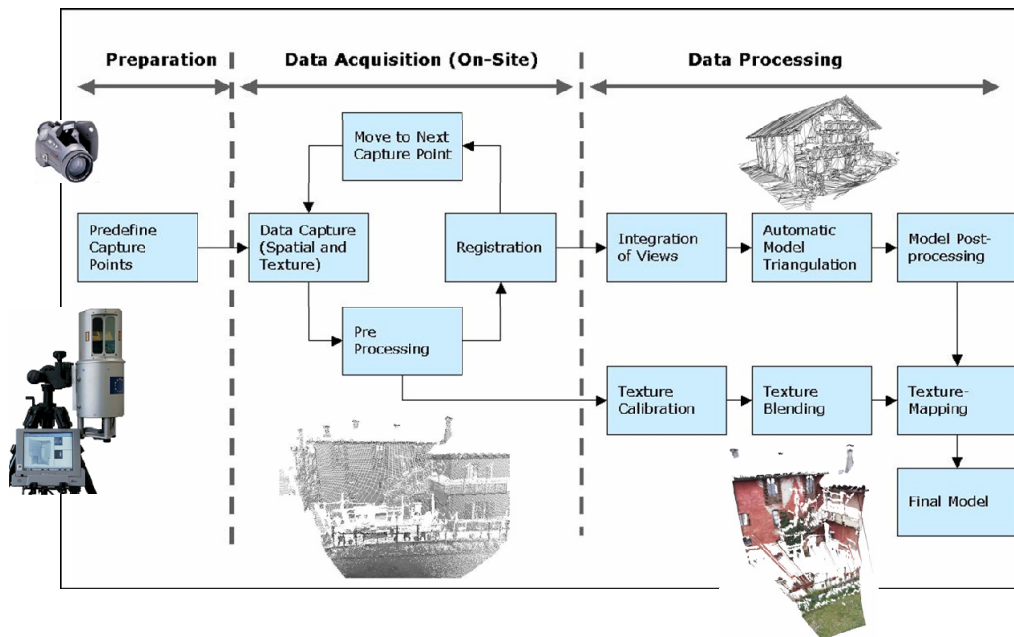 Preparation
Data Acquisition (On-Site)
Data Processing
Move to Next
Capture Point
Predefine
Capture
Points
Data Capture
(Spatial and
Texture)
Registration
Integration
of Views
Automatic
Model
Triangulation
Model Post-
processing
Pre
Processing
Texture
Calibration
Texture
Blending
Texture-
Mapping
Final Model